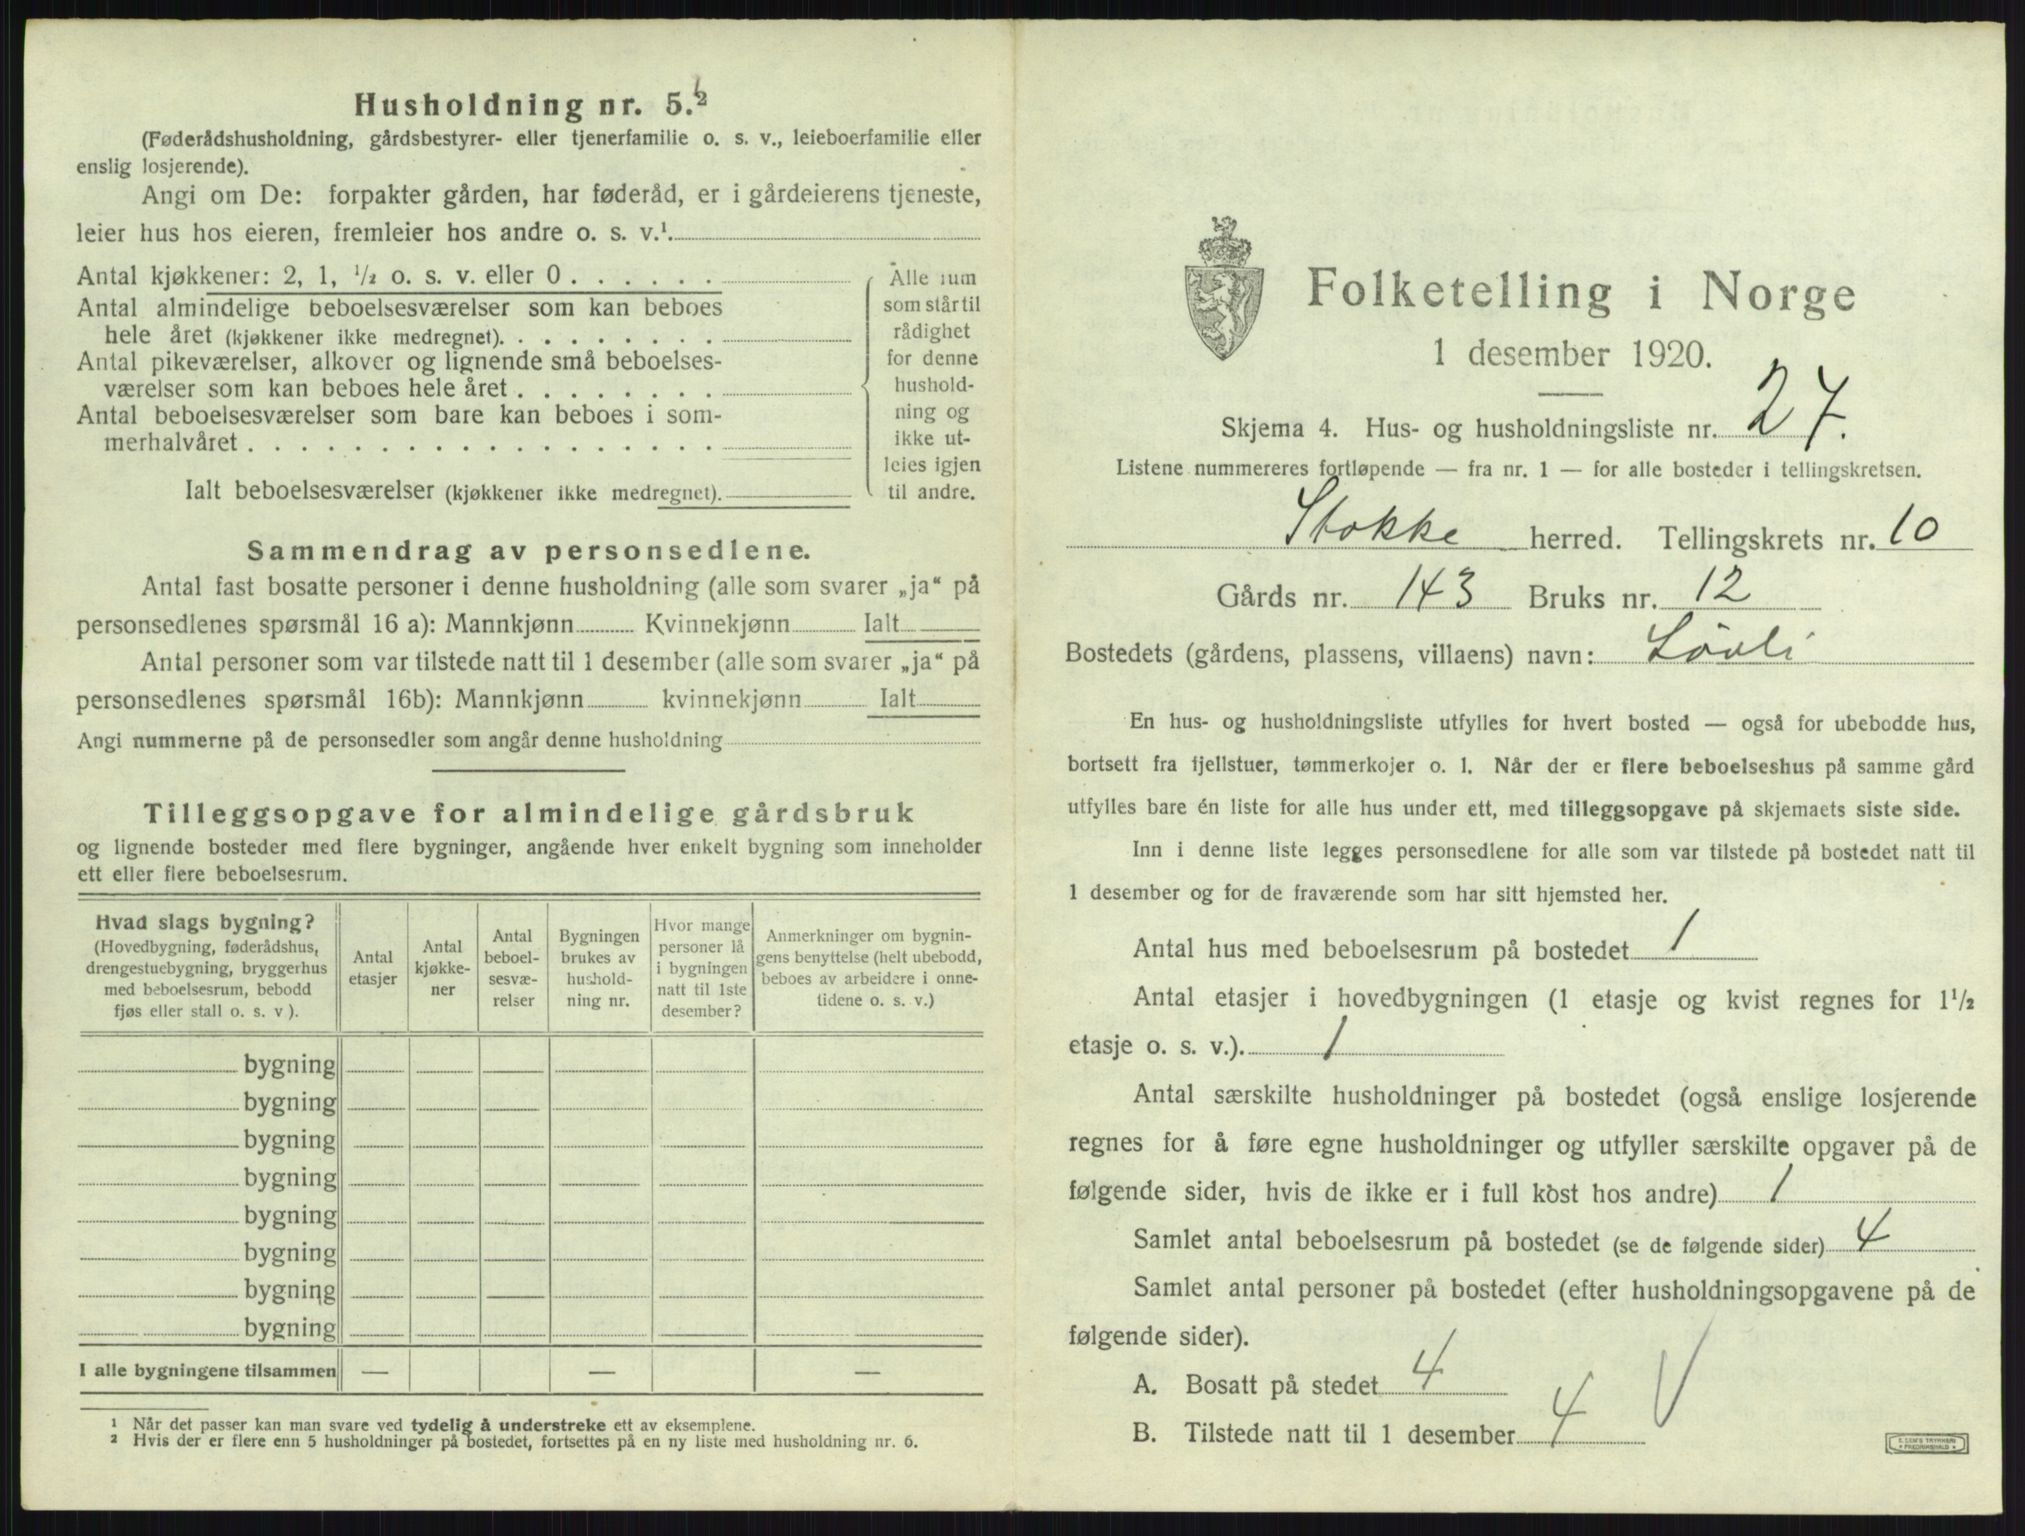 Husholdning nr. 5.²
(Føderådshusholdning, gårdsbestyrer- eller tjenerfamilie o. s. v., leieboerfamilie eller
enslig losjerende).
Angi om De: forpakter gården, har føderåd, er i gårdeierens tjeneste,
leier hus hos eieren, fremleier hos andre o. s. v.¹.
Antal kjøkkener: 2, 1, ¹/₂ o. s. v. eller 0 . . . . . .
Antal almindelige beboelsesværelser som kan beboes
hele året (kjøkkener ikke medregnet). . . . . . . . .
Antal pikeværelser, alkover og lignende små beboelses-
værelser som kan beboes hele året . . . . . . . .
Antal beboelsesværelser som bare kan beboes i som-
merhalvåret . . . . . . . . . . . . . . . . . .
Alle rum
som står til
rådighet
for denne
hushold-
ning og
ikke ut-
leies igjen
til andre.
Ialt beboelsesværelser (kjøkkener ikke medregnet).
Sammendrag av personsedlene.
Antal fast bosatte personer i denne husholdning (alle som svarer „ja“ på
personsedlenes spørsmål 16 a): Mannkjønn Kvinnekjønn Ialt
Antal personer som var tilstede natt til 1 desember (alle som svarer „ja“ på
personsedlenes spørsmål 16b): Mannkjønn kvinnekjønn Ialt
Angi nummerne på de personsedler som angår denne husholdning
Tilleggsopgave for almindelige gårdsbruk
og lignende bosteder med flere bygninger, angående hver enkelt bygning som inneholder
ett eller flere beboelsesrum.
Hvad slags bygning?
(Hovedbygning, føderådshus,
drengestuebygning, bryggerhus
med beboelsesrum, bebodd
fjøs eller stall o. s. v ).
Antal
etasjer
Antal
kjøkke-
ner
Antal
beboel-
sesvæ-
relser
Bygningen
brukes av
hushold-
ning nr.
Hvor mange
personer lå
i bygningen
natt til 1ste
desember?
Anmerkninger om bygnin-
gens benyttelse (helt ubebodd,
beboes av arbeidere i onne-
tidene o. s. v.)
bygning
bygning
bygning
bygning
bygning
bygning
bygning
bygning
I alle bygningene tilsammen — — —
¹ Når det passer kan man svare ved tydelig å understreke ett av eksemplene.
² Hvis der er flere enn 5 husholdninger på bostedet, fortsettes på en ny liste med husholdning nr. 6.
Folketelling i Norge
1 desember 1920.
Skjema 4. Hus- og husholdningsliste nr. 27.
Listene nummereres fortløpende — fra nr. 1 — for alle bosteder i tellingskretsen.
Stokke herred. Tellingskrets nr. 10
Gårds nr. 143 Bruks nr. 12
Bostedets (gårdens, plassens, villaens) navn: Lövli
En hus- og husholdningsliste utfylles for hvert bosted — også for ubebodde hus,
bortsett fra fjellstuer, tømmerkojer o. l. Når der er flere beboelseshus på samme gård
utfylles bare én liste for alle hus under ett, med tilleggsopgave på skjemaets siste side.
Inn i denne liste legges personsedlene for alle som var tilstede på bostedet natt til
1 desember og for de fraværende som har sitt hjemsted her.
Antal hus med beboelsesrum på bostedet 1
Antal etasjer i hovedbygningen (1 etasje og kvist regnes for 1¹/₂
etasje o. s. v.). 1
Antal særskilte husholdninger på bostedet (også enslige losjerende
regnes for å føre egne husholdninger og utfyller særskilte opgaver på de
følgende sider, hvis de ikke er i full kost hos andre) 1
Samlet antal beboelsesrum på bostedet (se de følgende sider) 4
Samlet antal personer på bostedet (efter husholdningsopgavene på de
følgende sider).
A. Bosatt på stedet 4
B. Tilstede natt til 1 desember 4